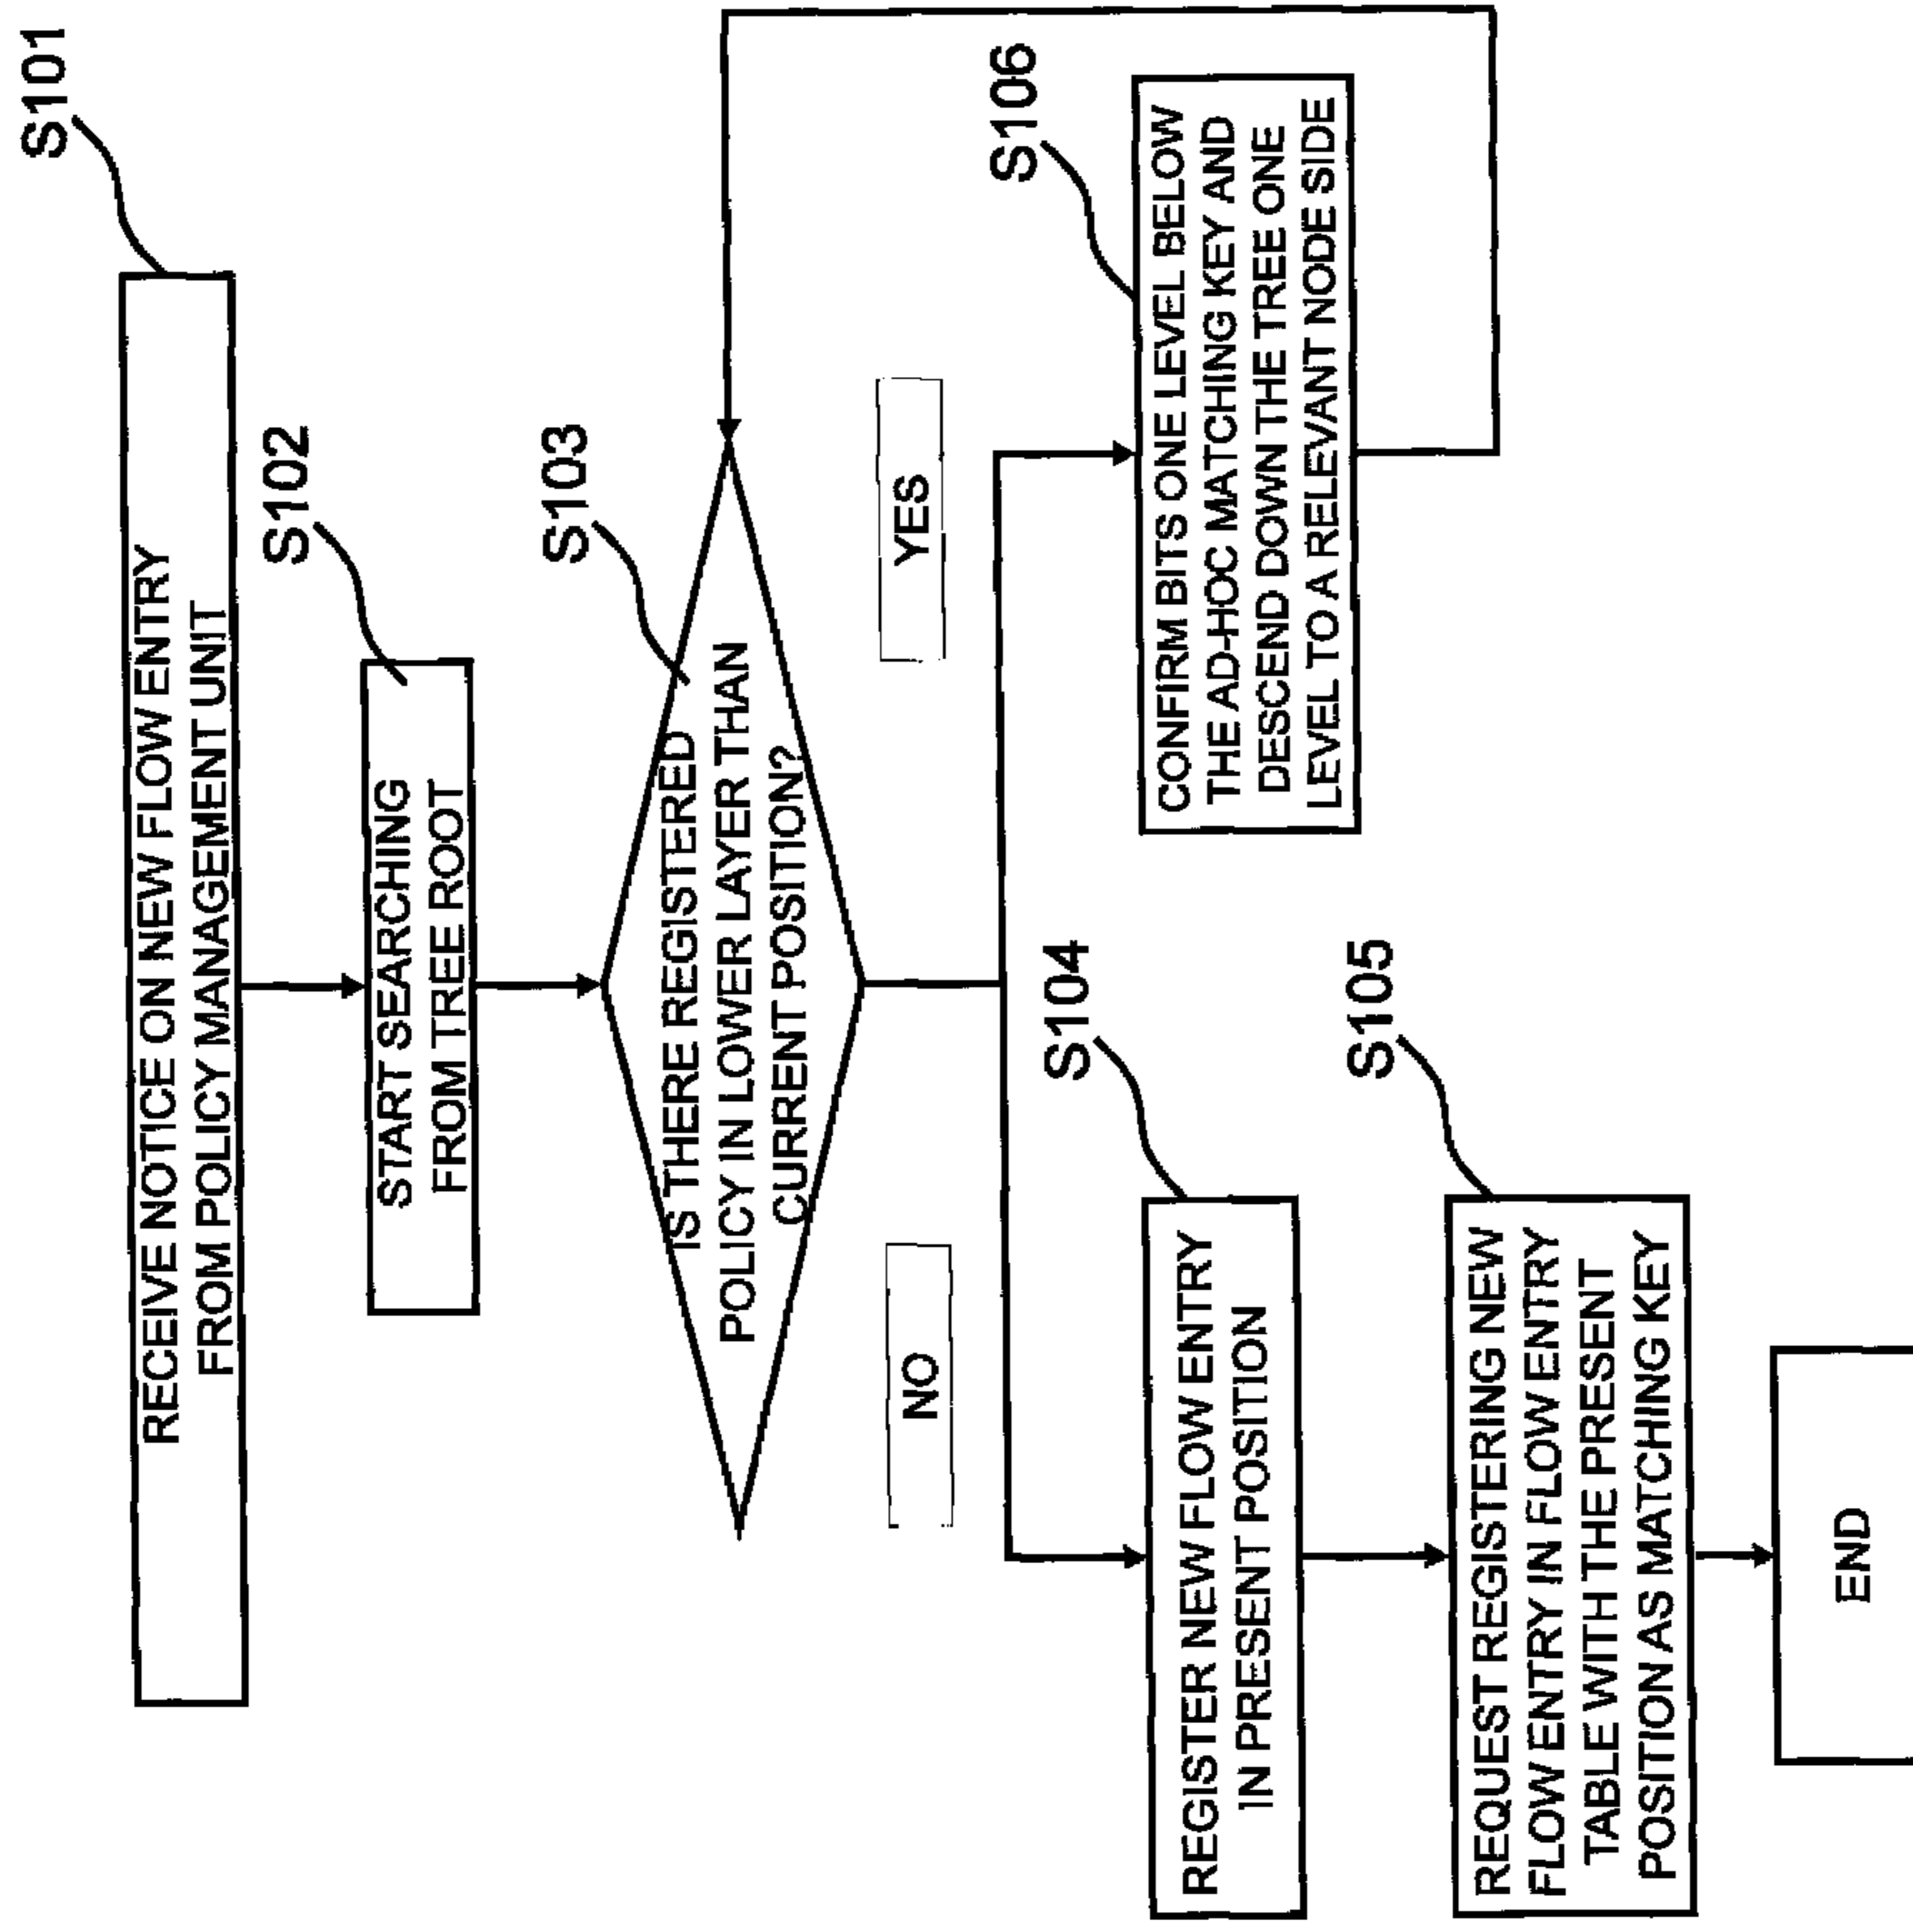 S101
RECEIVE NOTICE ON NEW FLOW ENTRY
FROM POLICY MANAGEMENT UNIT
S102
START SEARCHING
FROM TREE ROOT
S103
IS THERE REGISTERED
POLICY IN LOWER LAYER THAN
CURRENT POSITION?
NO
YES
S104
REGISTER NEW FLOW ENTRY
IN PRESENT POSITION
S105
REQUEST REGISTERING NEW
FLOW ENTRY IN FLOW ENTRY
TABLE WITH THE PRESENT
POSITION AS MATCHING KEY
END
S106
CONFIRM BITS ONE LEVEL BELOW
THE AD-HOC MATCHING KEY AND
DESCEND DOWN THE TREE ONE
LEVEL TO A RELEVANT NODE SIDE